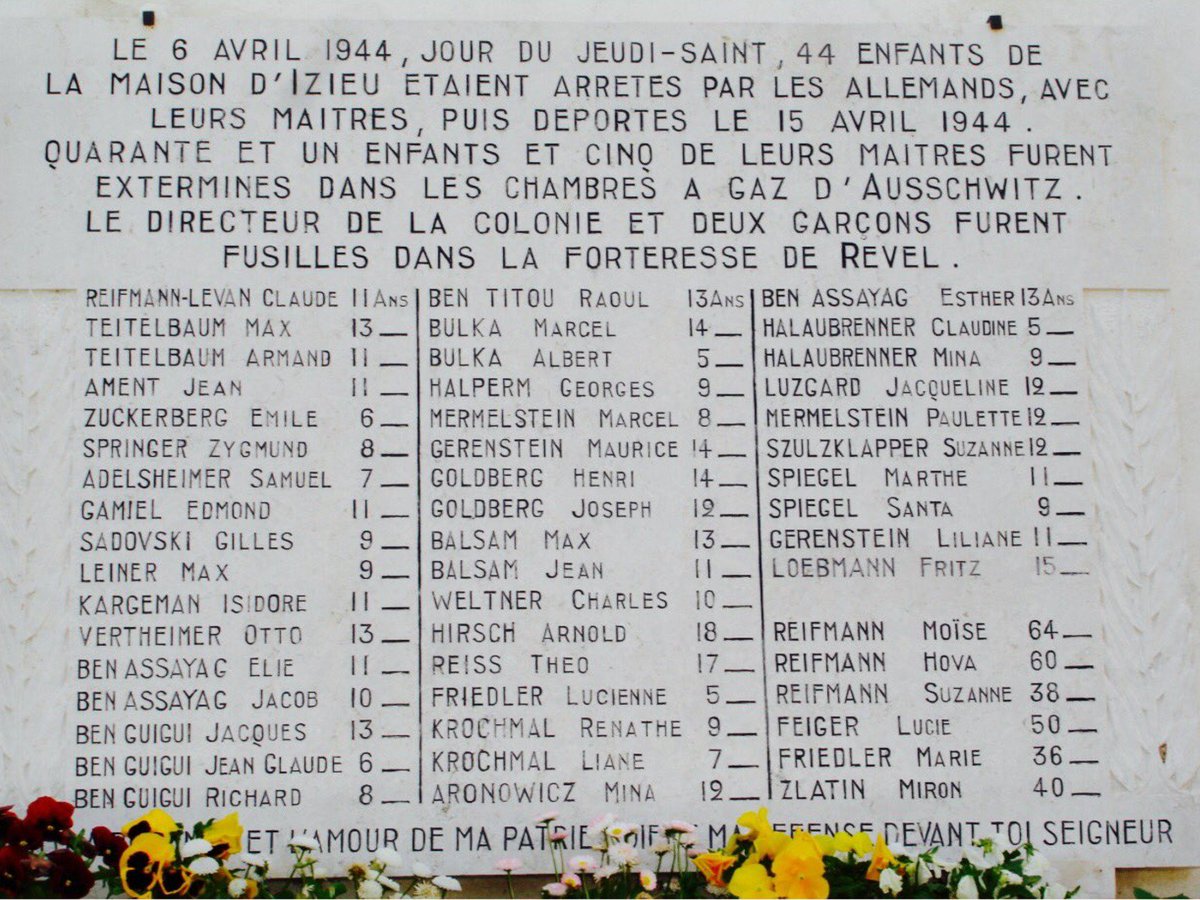 LE 6 AVRIL 1944, JOUR DU JEUDI-SAINT, 44 ENFANTS DE
LA MAISON D'IZIEU ETAIENT ARRETES PAR LES ALLEMANDS, AVEC
LEURS MAITRES, PUIS DEPORTES LE 15 AVRIL 1944.
QUARANTE ET UN ENFANTS ET CINQ DE LEURS MAITRES FURENT
EXTERMINES DANS LES CHAMBRES A GAZ D'AUSSCHWITZ.
LE DIRECTEUR DE LA COLONIE ET DEUX GARÇONS FURENT
FUSILLES DANS LA FORTERESSE DE REVEL.
REIFMANN-LEVAN CLAUDE 11 ANS
TEITELBAUM MAX 13 —
TEITELBAUM ARMAND 11 —
AMENT JEAN 11 —
ZUCKERBERG EMILE 6 —
SPRINGER ZYGMUND 8 —
ADELSHEIMER SAMUEL 7 —
GAMIEL EDMOND 11 —
SADOVSKI GILLES 9 —
LEINER MAX 9 —
KARGEMAN ISIDORE 11 —
VERTHEIMER OTTO 13 —
BEN ASSAYAG ELIE 11 —
BEN ASSAYAG JACOB 10 —
BEN GUIGUI JACQUES 13 —
BEN GUIGUI JEAN GLAUDE 6 —
BEN GUIGUI RICHARD 8 —
BEN TITOU RAOUL 13 ANS
BULKA MARCEL 14 —
BULKA ALBERT 5 —
HALPERM GEORGES 9 —
MERMELSTEIN MARCEL 8 —
GERENSTEIN MAURICE 14 —
GOLDBERG HENRI 14 —
GOLDBERG JOSEPH 12 —
BALSAM MAX 13 —
BALSAM JEAN 11 —
WELTNER CHARLES 10 —
HIRSCH ARNOLD 18 —
REISS THEO 17 —
FRIEDLER LUCIENNE 5 —
KROCHMAL RENATHE 9 —
KROCHMAL LIANE 7 —
ARONOWICZ MINA 12 —
BEN ASSAYAG ESTHER 13 ANS
HALAUBRENNER CLAUDINE 5 —
HALAUBRENNER MINA 9 —
LUZGARD JACQUELINE 12 —
MERMELSTEIN PAULETTE 12 —
SZULZKLAPPER SUZANNE 12 —
SPIEGEL MARTHE 11 —
SPIEGEL SANTA 9 —
GERENSTEIN LILIANE 11 —
LOEBMANN FRITZ 15 —
REIFMANN MOÏSE 64 —
REIFMANN HOVA 60 —
REIFMANN SUZANNE 38 —
FEIGER LUCIE 50 —
FRIEDLER MARIE 36 —
ZLATIN MIRON 40 —
ET L'AMOUR DE MA PATRIE DEVANT TOI SEIGNEUR